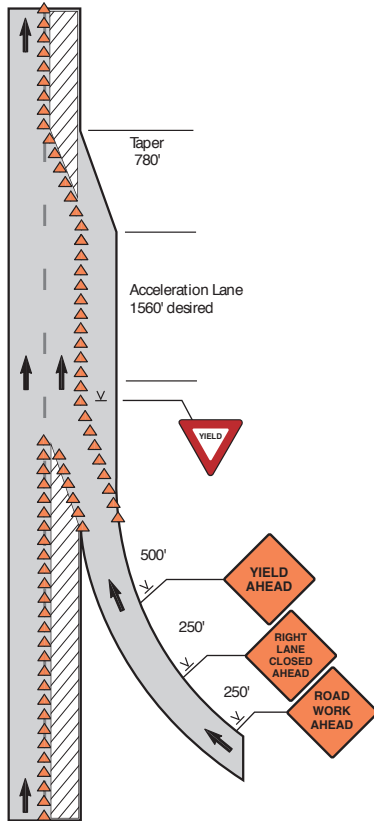 Taper
780'
Acceleration Lane
1560' desired
YIELD
500'
YIELD
AHEAD
250'
RIGHT
LANE
CLOSED
AHEAD
250'
ROAD
WORK
AHEAD